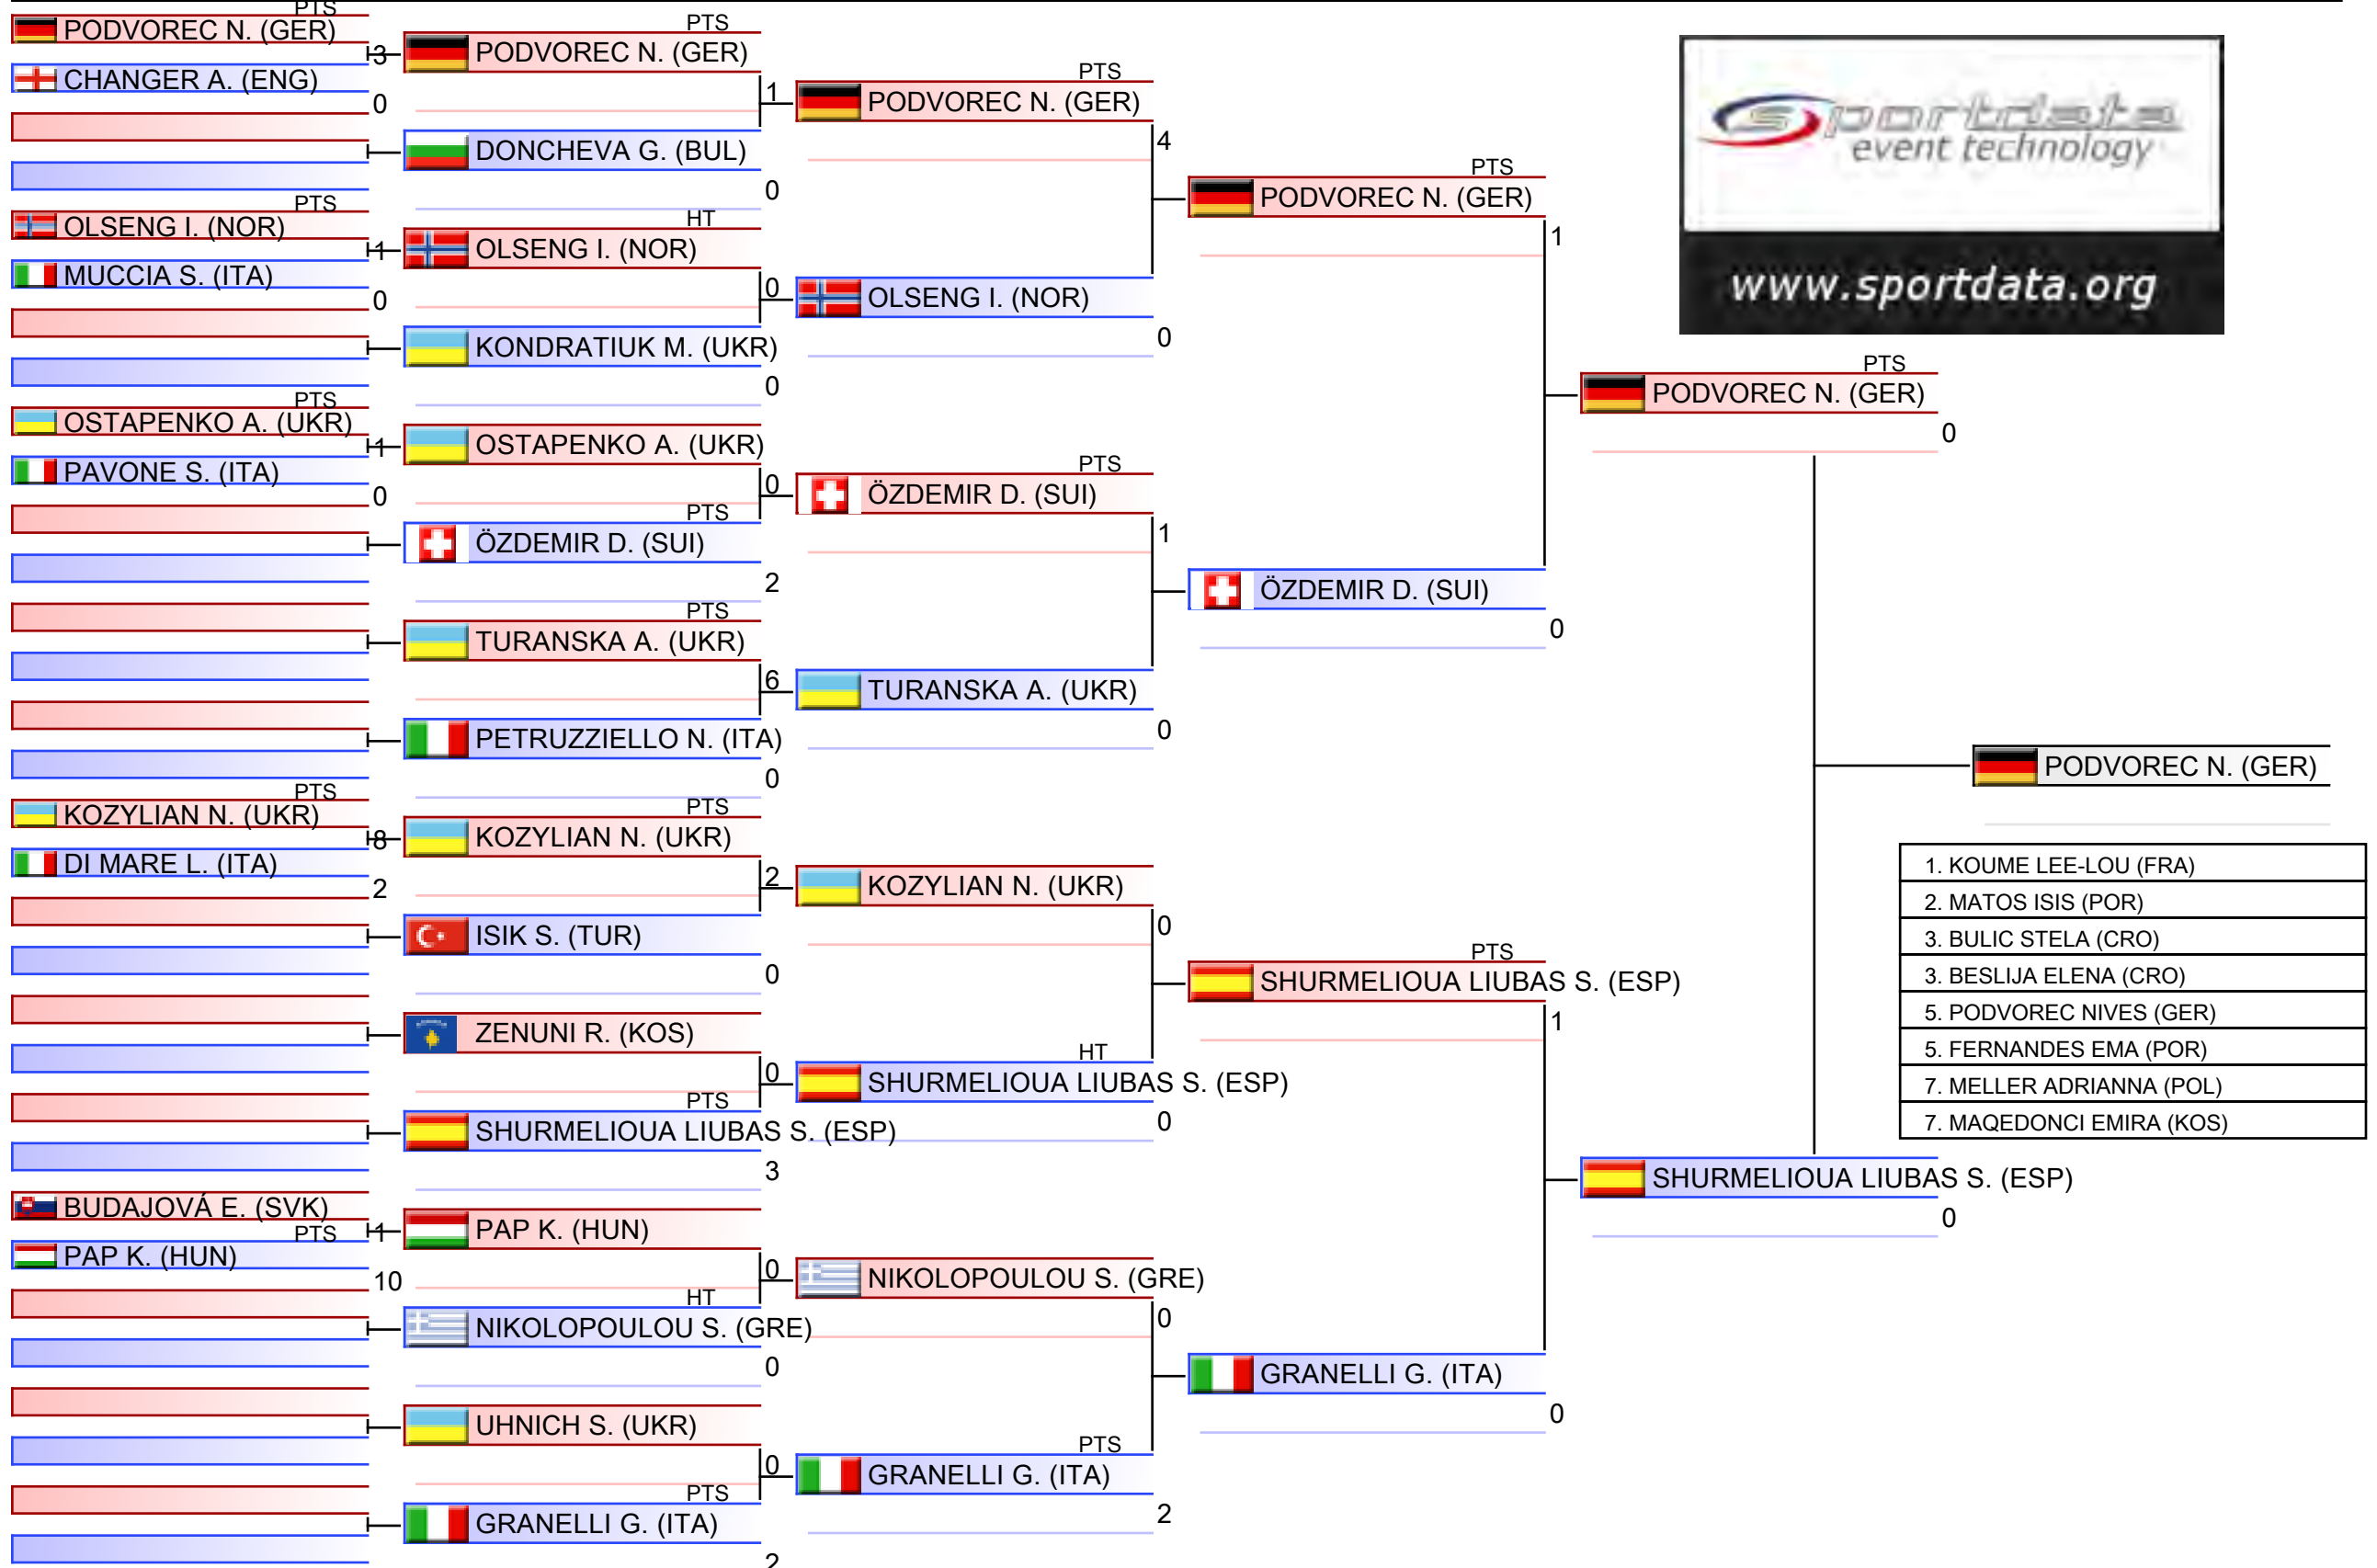 PTS
PODVOREC N. (GER)
3
CHANGER A. (ENG)
0
PTS
OLSENG I. (NOR)
1
MUCCIA S. (ITA)
0
PTS
OSTAPENKO A. (UKR)
1
PAVONE S. (ITA)
0
PTS
KOZYLIAN N. (UKR)
8
DI MARE L. (ITA)
2
BUDAJOVÁ E. (SVK)
1
PTS
PAP K. (HUN)
10
PTS
PODVOREC N. (GER)
1
DONCHEVA G. (BUL)
0
HT
OLSENG I. (NOR)
0
KONDRATIUK M. (UKR)
0
OSTAPENKO A. (UKR)
0
PTS
ÖZDEMIR D. (SUI)
2
PTS
TURANSKA A. (UKR)
6
PETRUZZIELLO N. (ITA)
0
PTS
KOZYLIAN N. (UKR)
2
ISIK S. (TUR)
0
ZENUNI R. (KOS)
0
PTS
SHURMELIOUA LIUBAS S. (ESP)
3
PAP K. (HUN)
0
HT
NIKOLOPOULOU S. (GRE)
0
UHNICH S. (UKR)
0
PTS
GRANELLI G. (ITA)
2
PTS
PODVOREC N. (GER)
4
OLSENG I. (NOR)
0
PTS
ÖZDEMIR D. (SUI)
1
TURANSKA A. (UKR)
0
KOZYLIAN N. (UKR)
0
HT
SHURMELIOUA LIUBAS S. (ESP)
0
NIKOLOPOULOU S. (GRE)
0
PTS
GRANELLI G. (ITA)
2
PTS
PODVOREC N. (GER)
1
ÖZDEMIR D. (SUI)
0
PTS
SHURMELIOUA LIUBAS S. (ESP)
1
GRANELLI G. (ITA)
0
sportdata
event technology
www.sportdata.org
PTS
PODVOREC N. (GER)
0
SHURMELIOUA LIUBAS S. (ESP)
0
PODVOREC N. (GER)
1. KOUME LEE-LOU (FRA)
2. MATOS ISIS (POR)
3. BULIC STELA (CRO)
3. BESLIJA ELENA (CRO)
5. PODVOREC NIVES (GER)
5. FERNANDES EMA (POR)
7. MELLER ADRIANNA (POL)
7. MAQEDONCI EMIRA (KOS)